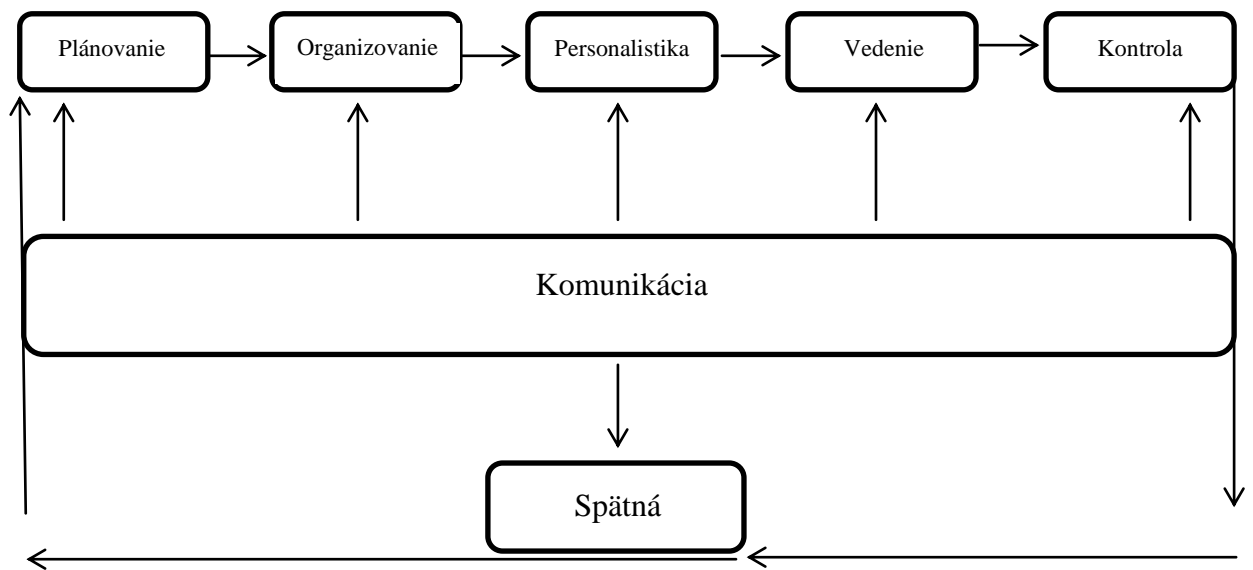 Plánovanie
Organizovanie
Personalistika
Vedenie
Kontrola
Komunikácia
Spätná